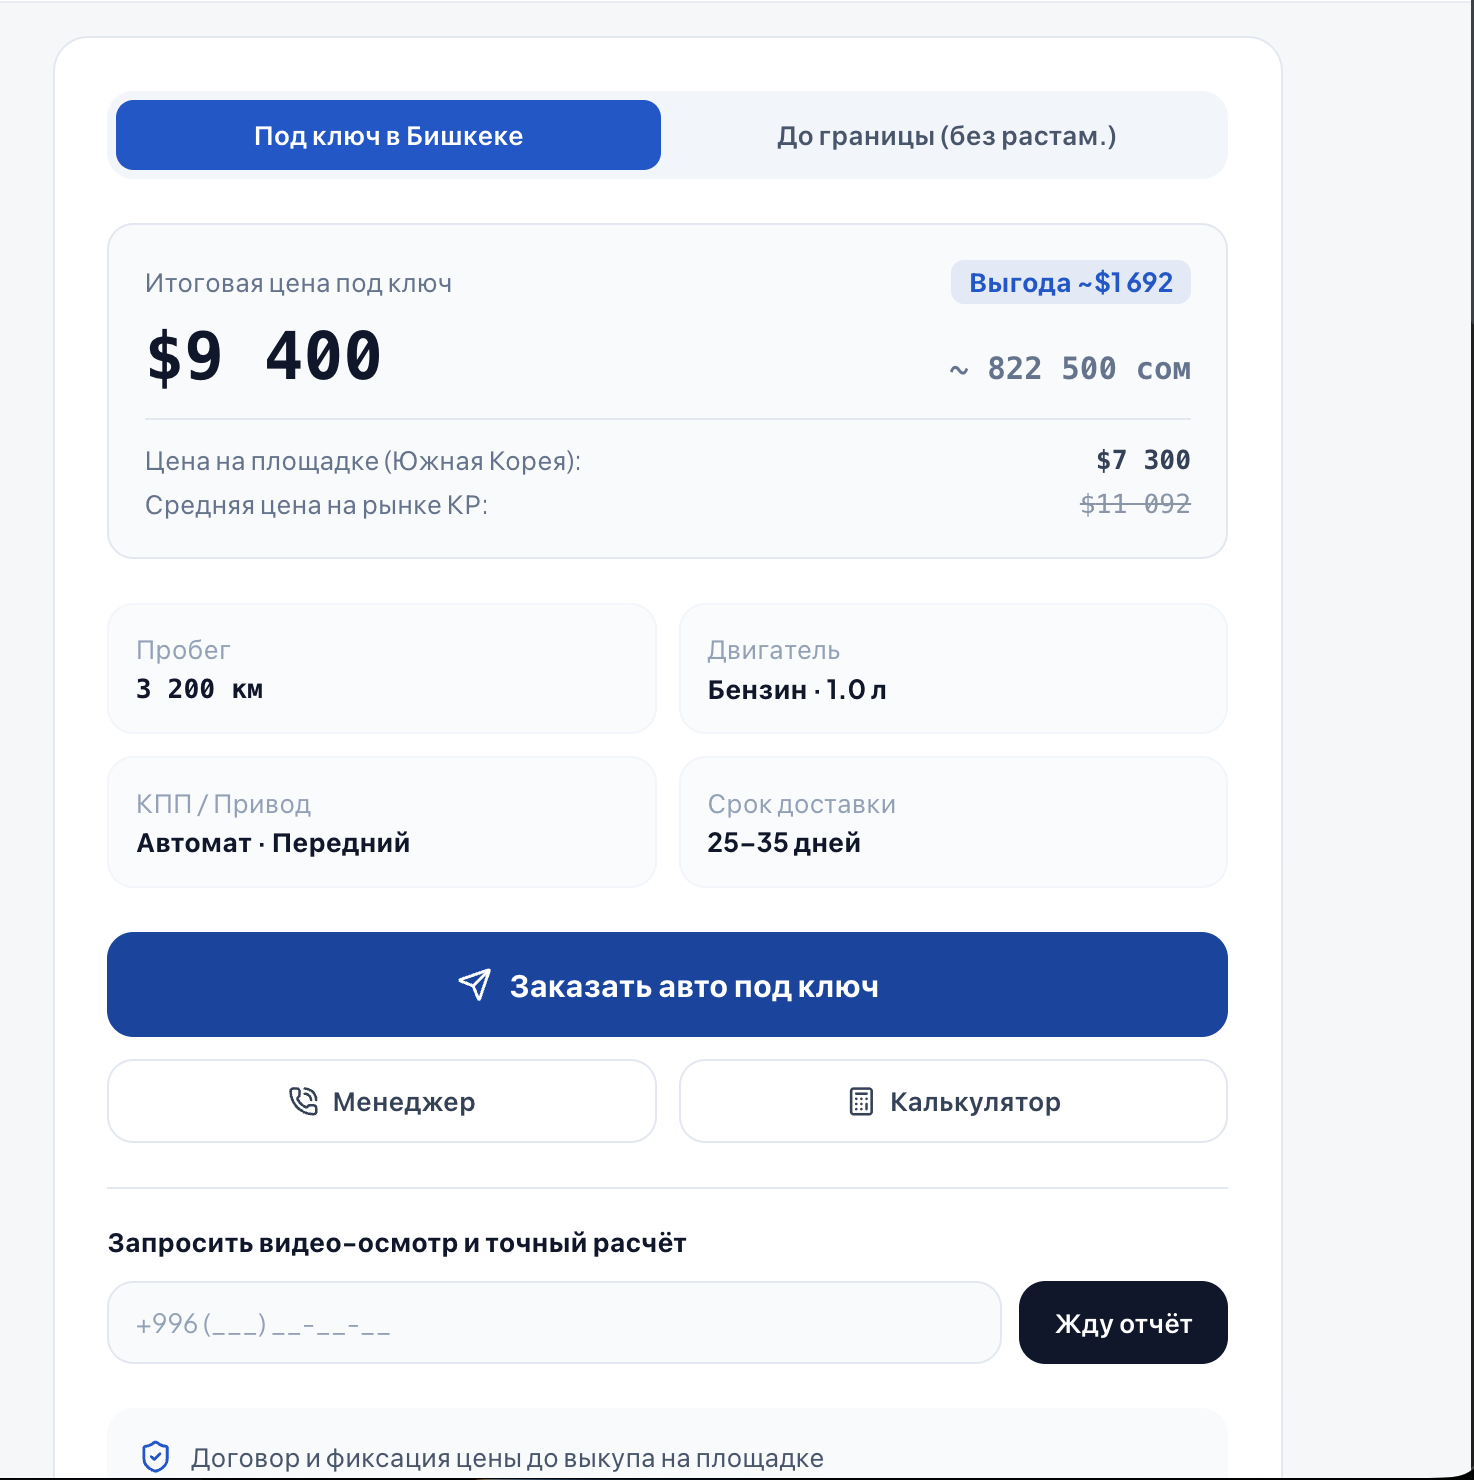 Под ключ в Бишкеке
До границы (без растам.)
Итоговая цена под ключ
Выгода ~$1 692
$9 400
~ 822 500 сом
Цена на площадке (Южная Корея):
$7 300
Средняя цена на рынке КР:
$11 092
Пробег
3 200 км
Двигатель
Бензин · 1.0 л
КПП / Привод
Автомат · Передний
Срок доставки
25–35 дней
Заказать авто под ключ
Менеджер
Калькулятор
Запросить видео-осмотр и точный расчёт
+996 (___) __-__-__
Жду отчёт
Договор и фиксация цены до выкупа на площадке